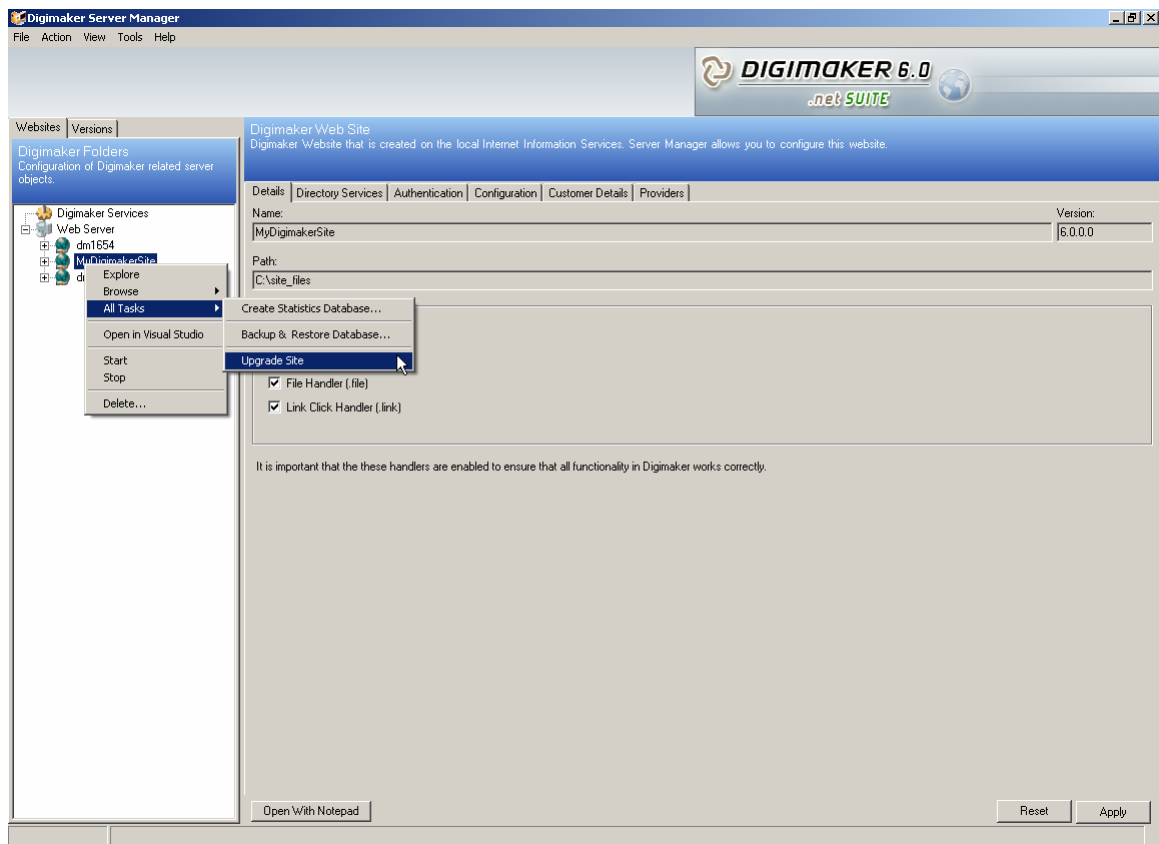 Digimaker Server Manager
File Action View Tools Help
DIGIMAKER 6.0
.net SUITE
Websites Versions
Digimaker Folders
Configuration of Digimaker related server
objects.
Digimaker Web Site
Digimaker Website that is created on the local Internet Information Services. Server Manager allows you to configure this website.
Details Directory Services Authentication Configuration Customer Details Providers
Digimaker Services
Web Server
dm1654
MyDigimakerSite
Name: Version:
MyDigimakerSite 6.0.0.0
Path:
C:\site_files
Explore
Browse
All Tasks
Open in Visual Studio
Start
Stop
Delete...
Create Statistics Database...
Backup & Restore Database...
Upgrade Site
File Handler (.file)
Link Click Handler (.link)
It is important that the these handlers are enabled to ensure that all functionality in Digimaker works correctly.
Open With Notepad Reset Apply